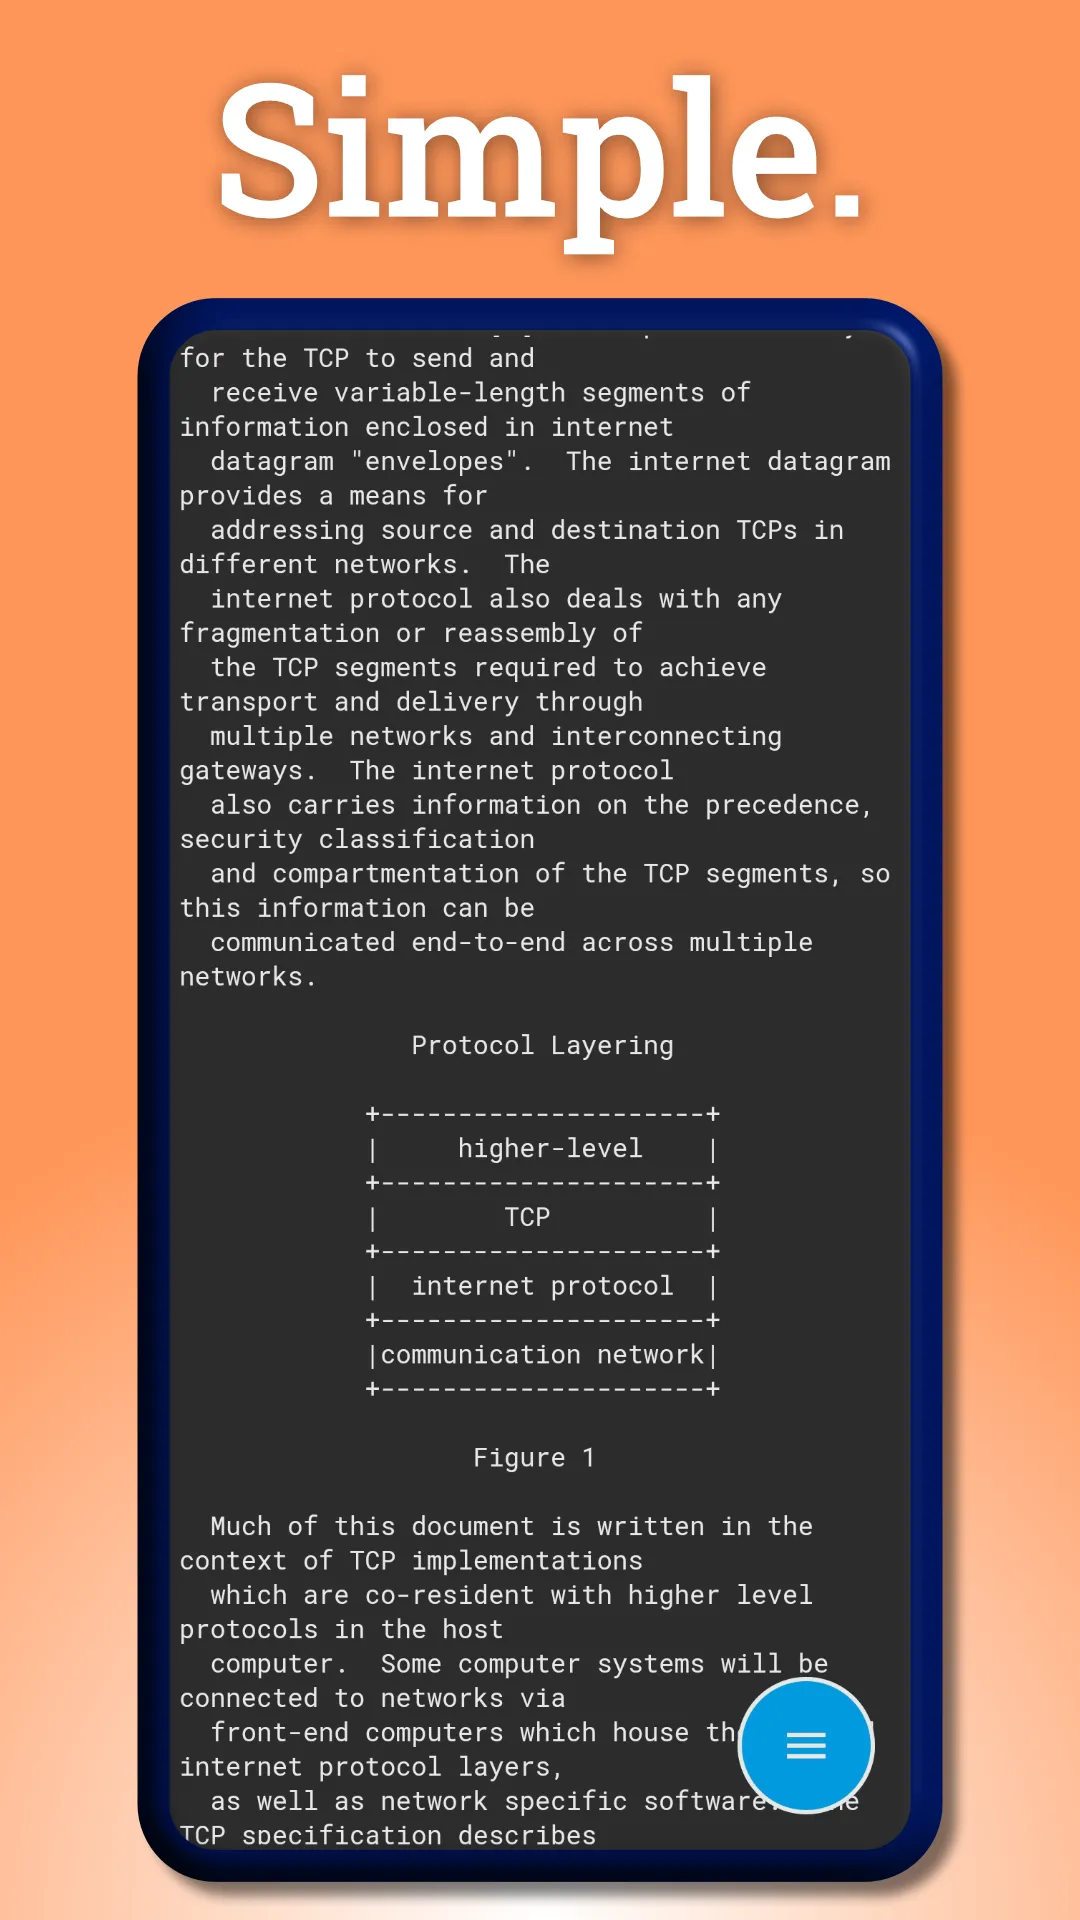 Simple.
for the TCP to send and
  receive variable-length segments of
information enclosed in internet
  datagram "envelopes".  The internet datagram
provides a means for
  addressing source and destination TCPs in
different networks.  The
  internet protocol also deals with any
fragmentation or reassembly of
  the TCP segments required to achieve
transport and delivery through
  multiple networks and interconnecting
gateways.  The internet protocol
  also carries information on the precedence,
security classification
  and compartmentation of the TCP segments, so
this information can be
  communicated end-to-end across multiple
networks.

               Protocol Layering

            +---------------------+
            |     higher-level    |
            +---------------------+
            |        TCP          |
            +---------------------+
            |  internet protocol  |
            +---------------------+
            |communication network|
            +---------------------+

                   Figure 1

  Much of this document is written in the
context of TCP implementations
  which are co-resident with higher level
protocols in the host
  computer.  Some computer systems will be
connected to networks via
  front-end computers which house
internet protocol layers,
  as well as network specific software.
TCP specification describes